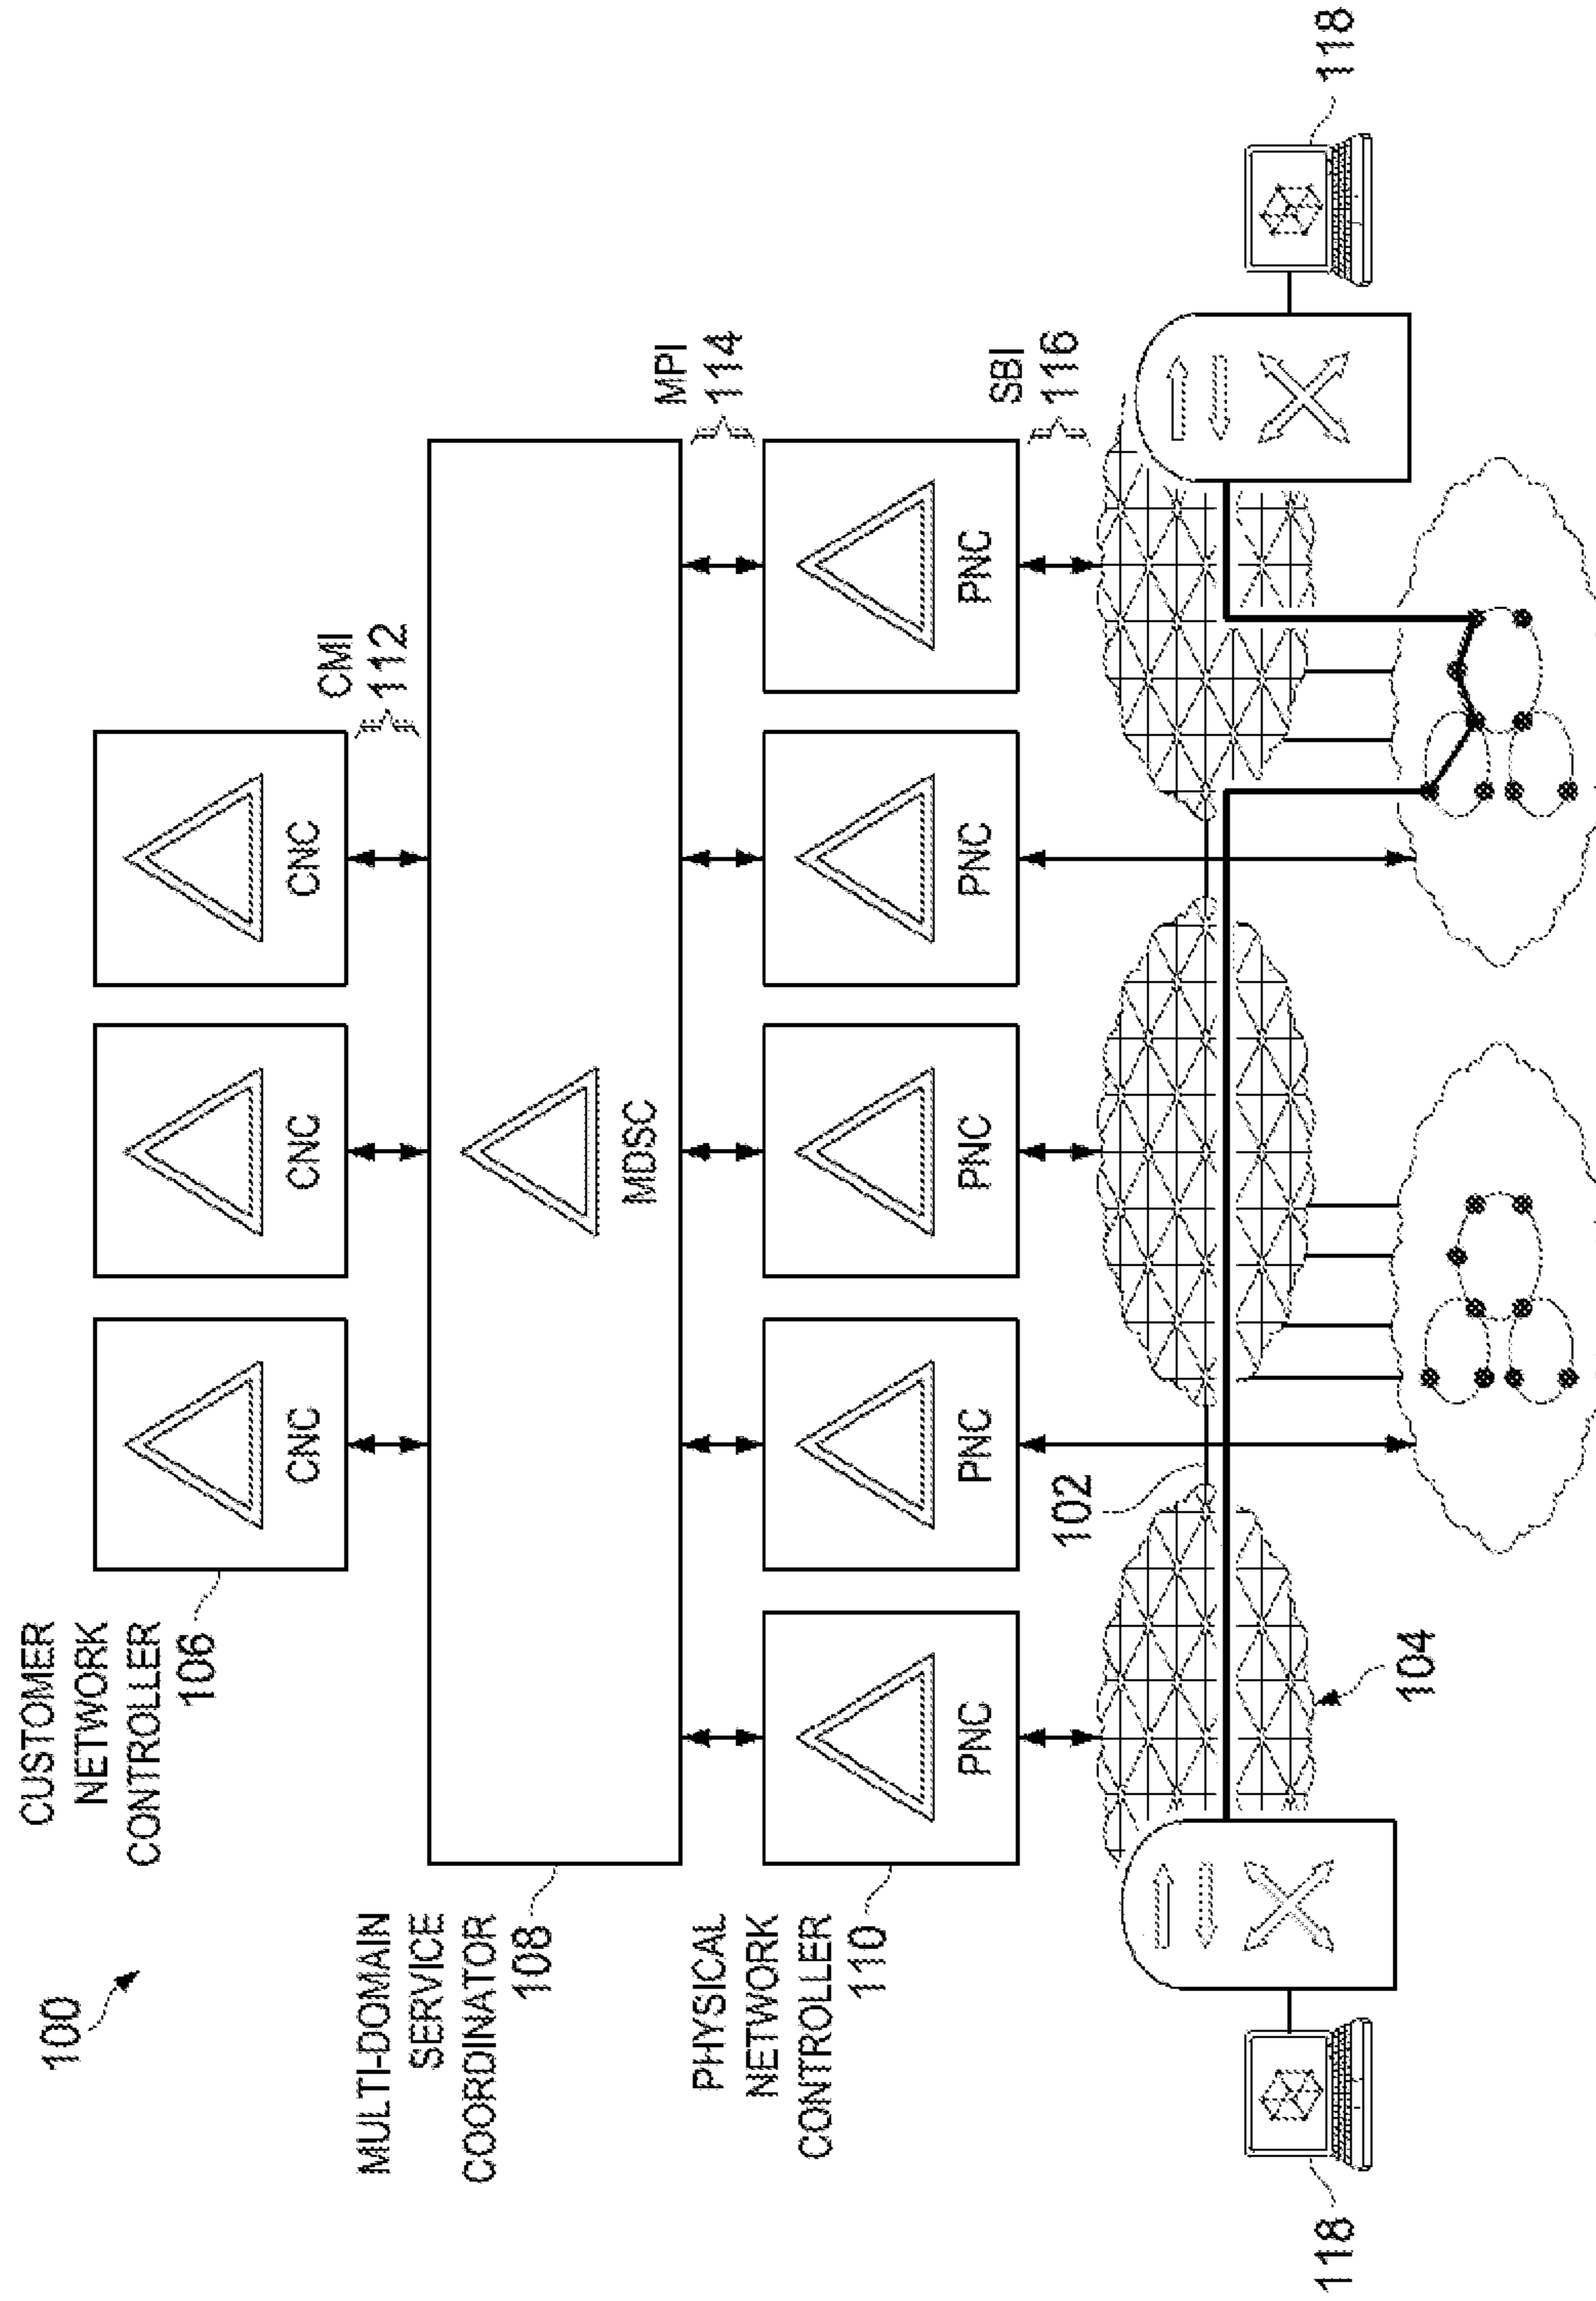 100
CUSTOMER
NETWORK
CONTROLLER
106
CNC
CNC
CNC
CMI
112
MULTI-DOMAIN
SERVICE
COORDINATOR
108
MDSC
MPI
114
PHYSICAL
NETWORK
CONTROLLER
110
PNC
PNC
PNC
PNC
PNC
SBI
116
102
104
118
118